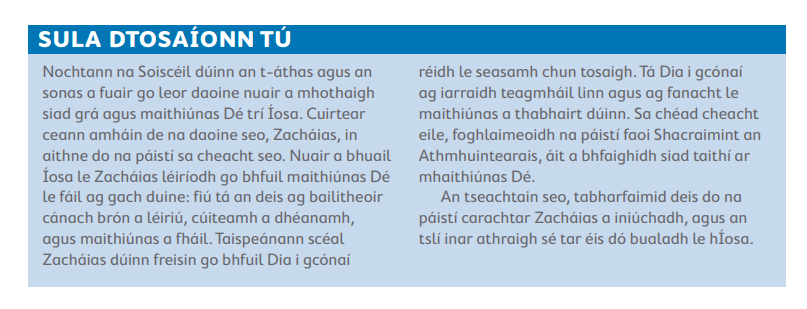 SULA DTOSAÍONN TÚ
Nochtann na Soiscéil dúinn an t-áthas agus an
sonas a fuair go leor daoine nuair a mhothaigh
siad grá agus maithiúnas Dé trí Íosa. Cuirtear
ceann amháin de na daoine seo, Zacháias, in
aithne do na páistí sa cheacht seo. Nuair a bhuail
Íosa le Zacháias léiríodh go bhfuil maithiúnas Dé
le fáil ag gach duine: fiú tá an deis ag bailitheoir
cánach brón a léiriú, cúiteamh a dhéanamh,
agus maithiúnas a fháil. Taispeánann scéal
Zacháias dúinn freisin go bhfuil Dia i gcónaí
réidh le seasamh chun tosaigh. Tá Dia i gcónaí
ag iarraidh teagmháil linn agus ag fanacht le
maithiúnas a thabhairt dúinn. Sa chéad cheacht
eile, foghlaimeoidh na páistí faoi Shacraimint an
Athmhuintearais, áit a bhfaighidh siad taithí ar
mhaithiúnas Dé.
An tseachtain seo, tabharfaimid deis do na
páistí carachtar Zacháias a iniúchadh, agus an
tslí inar athraigh sé tar éis dó bualadh le hÍosa.